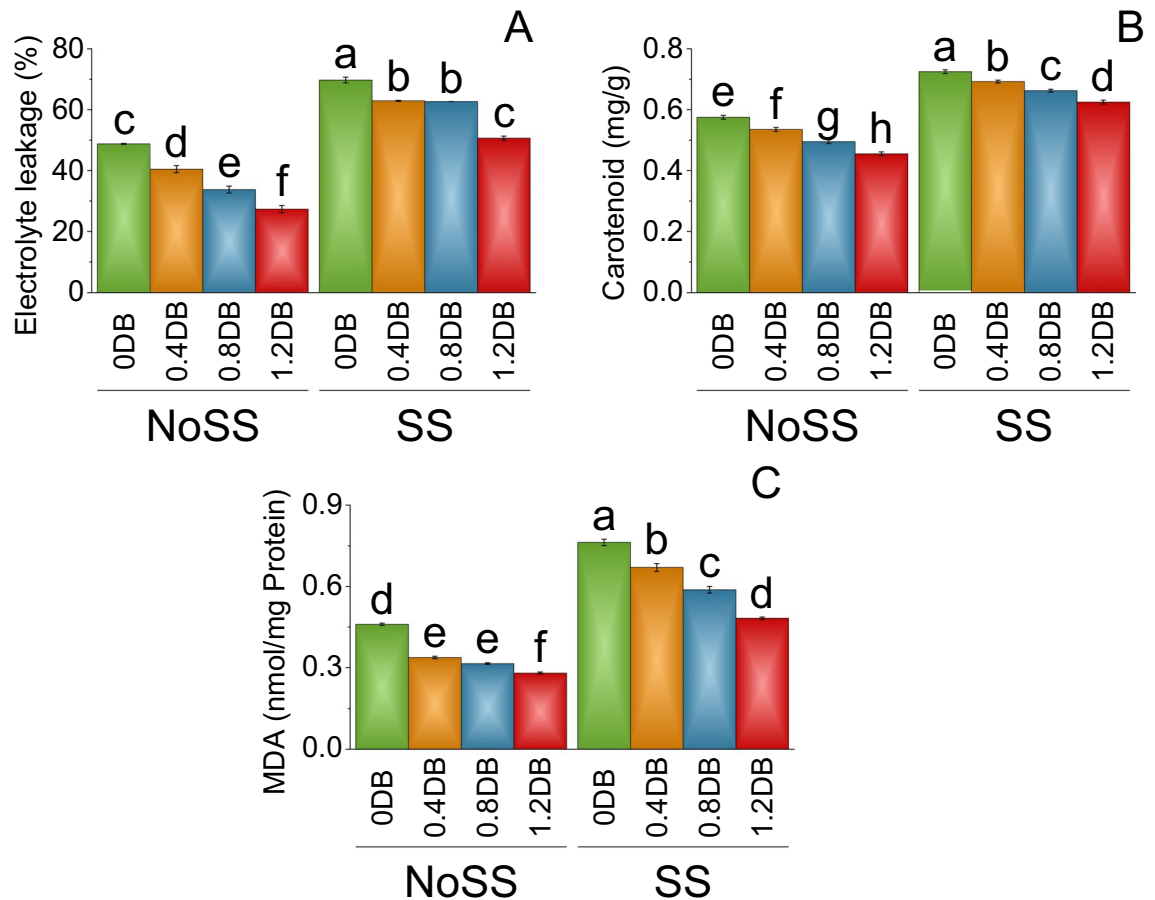 A
Electrolyte leakage (%)
80
60
40
20
0
c
d
e
f
a
b
b
c
0DB
0.4DB
0.8DB
1.2DB
0DB
0.4DB
0.8DB
1.2DB
NoSS
SS
B
Carotenoid (mg/g)
0.8
0.6
0.4
0.2
0.0
e
f
g
h
a
b
c
d
0DB
0.4DB
0.8DB
1.2DB
0DB
0.4DB
0.8DB
1.2DB
NoSS
SS
C
MDA (nmol/mg Protein)
0.9
0.6
0.3
0.0
d
e
e
f
a
b
c
d
0DB
0.4DB
0.8DB
1.2DB
0DB
0.4DB
0.8DB
1.2DB
NoSS
SS